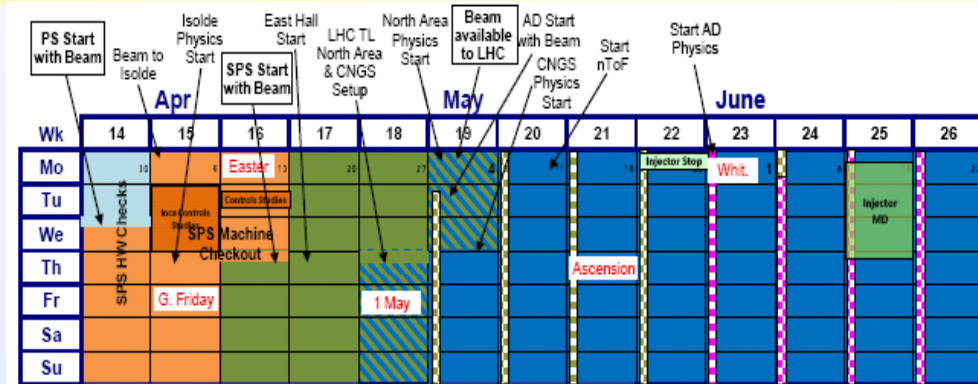 PS Start
with Beam
Beam to
Isolde
Isolde
Physics
Start
SPS Start
with Beam
East Hall
Start
LHC TL
North Area
& CNGS
Setup
North Area
Physics
Start
Beam
available
to LHC
AD Start
with Beam
CNGS
Physics
Start
Start
nToF
Start AD
Physics
Apr
May
June
Wk 14 15 16 17 18 19 20 21 22 23 24 25 26
Mo
Easter
Injector Stop
Whit.
Tu
Controls Studies
We
SPS Machine
Checkout
SPS HW Checks
Injector
MD
Th
Ascension
Fr
G. Friday
1 May
Sa
Su